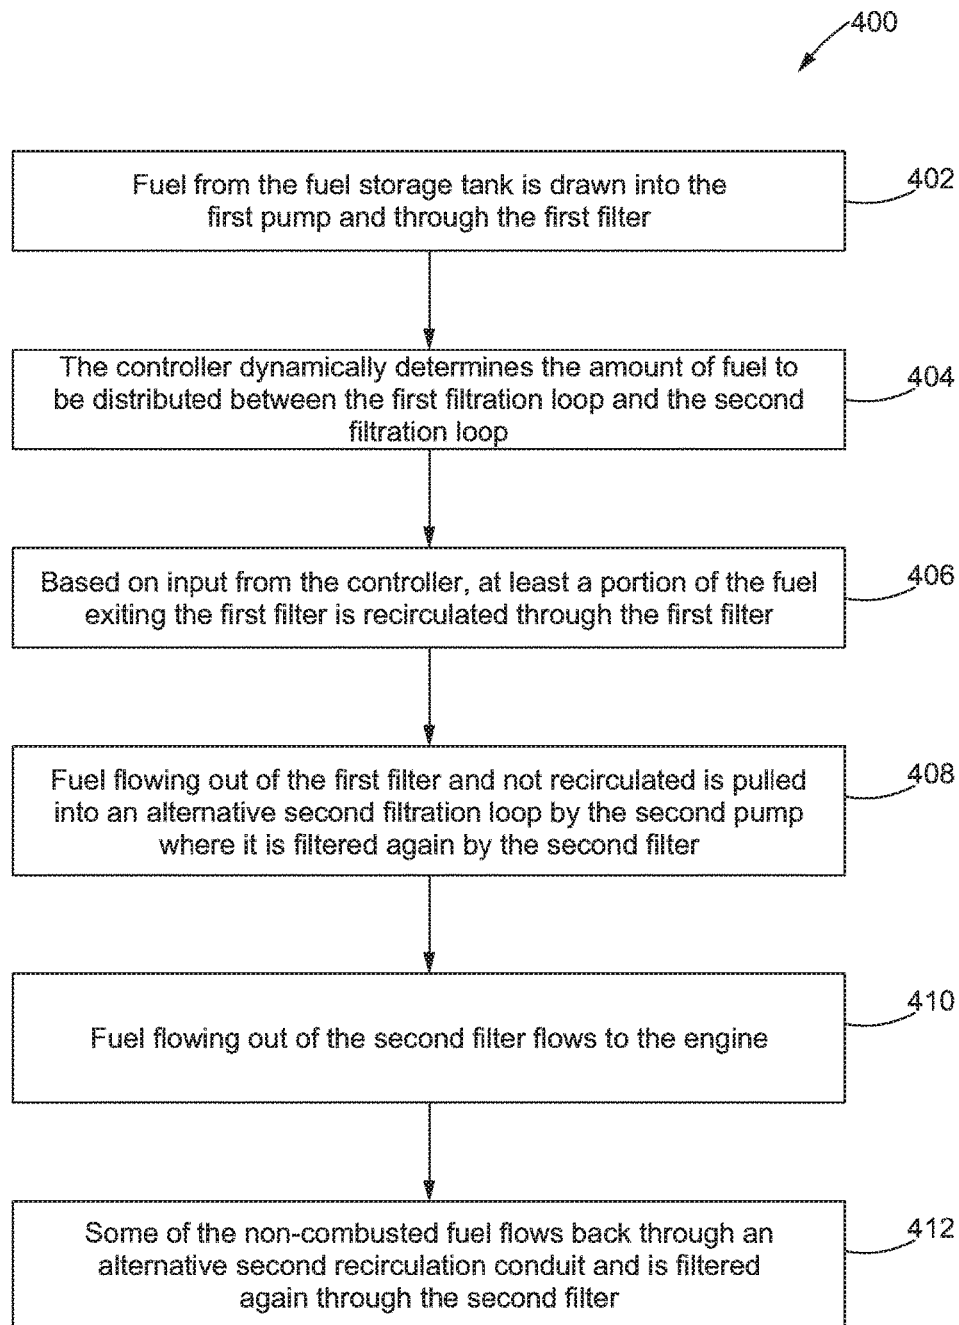 400
Fuel from the fuel storage tank is drawn into the
first pump and through the first filter
402
The controller dynamically determines the amount of fuel to
be distributed between the first filtration loop and the second
filtration loop
404
Based on input from the controller, at least a portion of the fuel
exiting the first filter is recirculated through the first filter
406
Fuel flowing out of the first filter and not recirculated is pulled
into an alternative second filtration loop by the second pump
where it is filtered again by the second filter
408
Fuel flowing out of the second filter flows to the engine
410
Some of the non-combusted fuel flows back through an
alternative second recirculation conduit and is filtered
again through the second filter
412